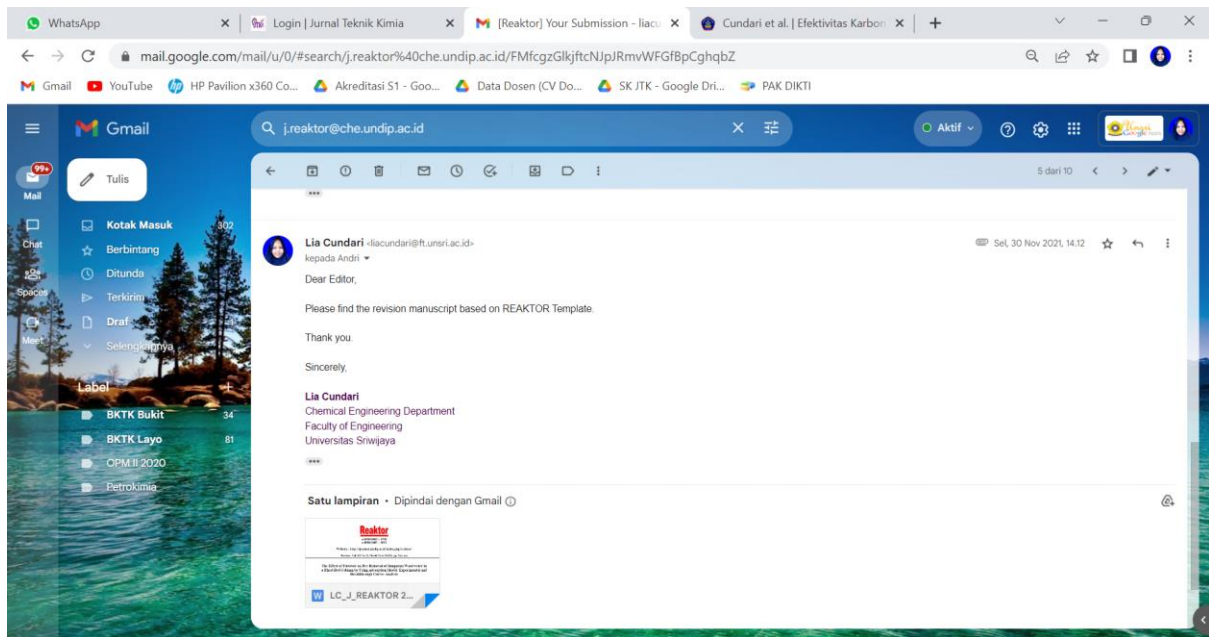 WhatsApp
Login | Jurnal Teknik Kimia
[Reaktor] Your Submission - liacu
Cundari et al. | Efektivitas Karbon
mail.google.com/mail/u/0/#search/j.reaktor%40che.undip.ac.id/FMfcgzGlkjftcNJpJRmvWFGfBpCghqbZ
Gmail
YouTube
HP Pavilion x360 Co...
Akreditasi S1 - Goo...
Data Dosen (CV Do...
SK JTK - Google Dri...
PAK DIKTI
Gmail
j.reaktor@che.undip.ac.id
Aktif
99+
Mail
Chat
Spaces
Meet
Tulis
Kotak Masuk 302
Berbintang
Ditunda
Terkirim
Draf
Selengkapnya
Label
BKTK Bukit 34
BKTK Layo 81
OPM II 2020
Petrokimia
5 dari 10
Lia Cundari <liacundari@ft.unsri.ac.id>
Sel, 30 Nov 2021, 14.12
kepada Andri
Dear Editor,
Please find the revision manuscript based on REAKTOR Template.
Thank you.
Sincerely,
Lia Cundari
Chemical Engineering Department
Faculty of Engineering
Universitas Sriwijaya
Satu lampiran • Dipindai dengan Gmail
Reaktor
W LC_J_REAKTOR 2...